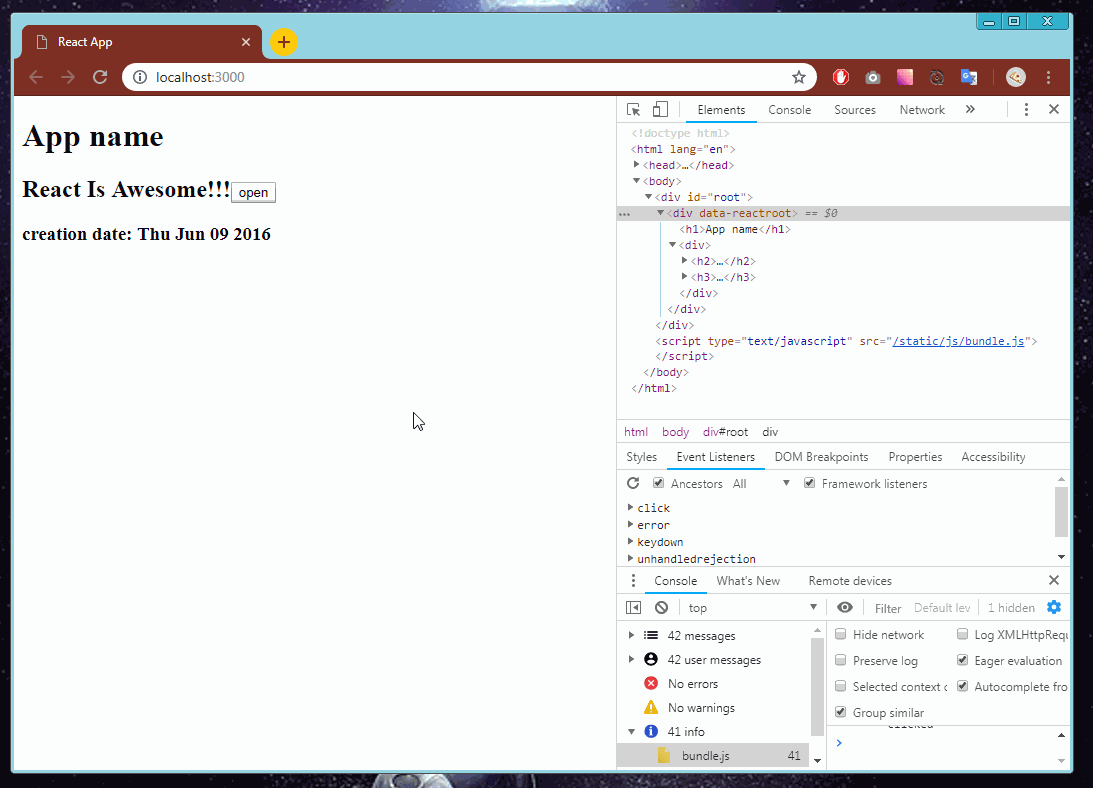 React App
localhost:3000
App name
React Is Awesome!!! open
creation date: Thu Jun 09 2016
Elements Console Sources Network »
<!doctype html>
<html lang="en">
<head>…</head>
<body>
<div id="root">
… <div data-reactroot> == $0
<h1>App name</h1>
<div>
<h2>…</h2>
<h3>…</h3>
</div>
</div>
</div>
<script type="text/javascript" src="/static/js/bundle.js">
</script>
</body>
</html>
html body div#root div
Styles Event Listeners DOM Breakpoints Properties Accessibility
Ancestors All Framework listeners
click
error
keydown
unhandledrejection
Console What's New Remote devices
top Filter Default lev 1 hidden
42 messages
42 user messages
No errors
No warnings
41 info
bundle.js 41
Hide network Log XMLHttpRequ
Preserve log Eager evaluation
Selected context o Autocomplete fro
Group similar
clicked